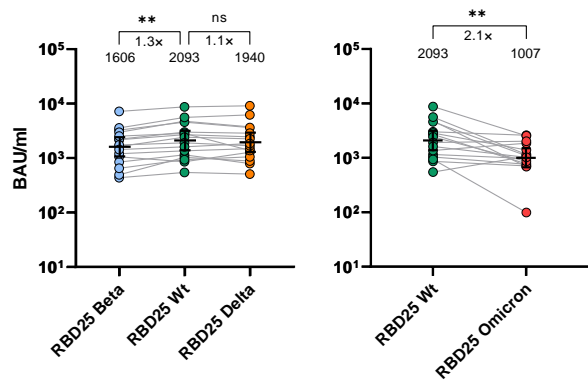 ** ns
1.3× 1.1×
1606 2093 1940
BAU/ml
10⁵
10⁴
10³
10²
10¹
RBD25 Beta
RBD25 Wt
RBD25 Delta
**
2.1×
2093 1007
10⁵
10⁴
10³
10²
10¹
RBD25 Wt
RBD25 Omicron